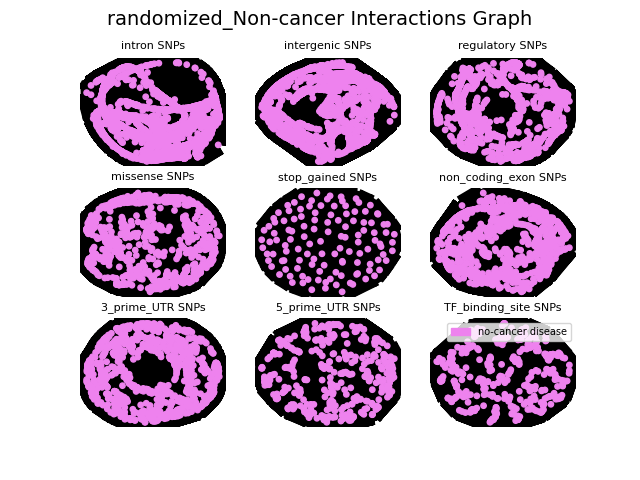 randomized_Non-cancer Interactions Graph
intron SNPs
intergenic SNPs
regulatory SNPs
missense SNPs
stop_gained SNPs
non_coding_exon SNPs
3_prime_UTR SNPs
5_prime_UTR SNPs
TF_binding_site SNPs
no-cancer disease